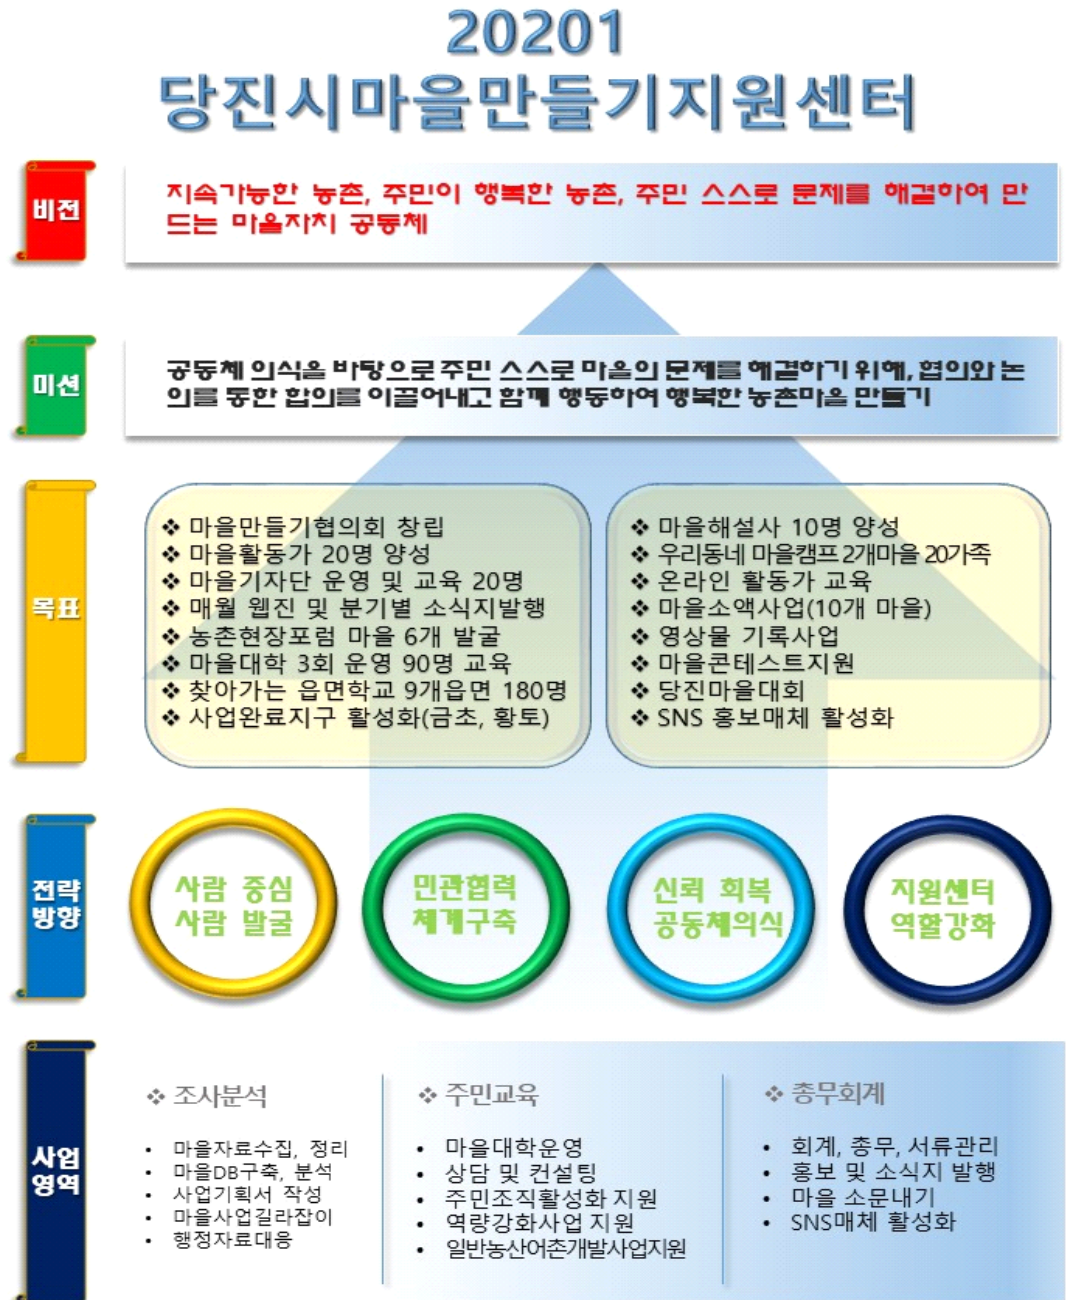 20201
당진시마을만들기지원센터
비전
지속가능한 농촌, 주민이 행복한 농촌, 주민 스스로 문제를 해결하여 만
드는 마을자치 공동체
미션
공동체 의식을 바탕으로 주민 스스로 마을의 문제를 해결하기 위해, 협의와 논
의를 통한 합의를 이끌어내고 함께 행동하여 행복한 농촌마을 만들기
목표
❖ 마을만들기협의회 창립
❖ 마을활동가 20명 양성
❖ 마을기자단 운영 및 교육 20명
❖ 매월 웹진 및 분기별 소식지발행
❖ 농촌현장포럼 마을 6개 발굴
❖ 마을대학 3회 운영 90명 교육
❖ 찾아가는 읍면학교 9개읍면 180명
❖ 사업완료지구 활성화(금초, 황토)
❖ 마을해설사 10명 양성
❖ 우리동네 마을캠프 2개마을 20가족
❖ 온라인 활동가 교육
❖ 마을소액사업(10개 마을)
❖ 영상물 기록사업
❖ 마을콘테스트지원
❖ 당진마을대회
❖ SNS 홍보매체 활성화
전략
방향
사람 중심
사람 발굴
민관협력
체계구축
신뢰 회복
공동체의식
지원센터
역할강화
사업
영역
❖ 조사분석
• 마을자료수집, 정리
• 마을DB구축, 분석
• 사업기획서 작성
• 마을사업길라잡이
• 행정자료대응
❖ 주민교육
• 마을대학운영
• 상담 및 컨설팅
• 주민조직활성화 지원
• 역량강화사업 지원
• 일반농산어촌개발사업지원
❖ 총무회계
• 회계, 총무, 서류관리
• 홍보 및 소식지 발행
• 마을 소문내기
• SNS매체 활성화